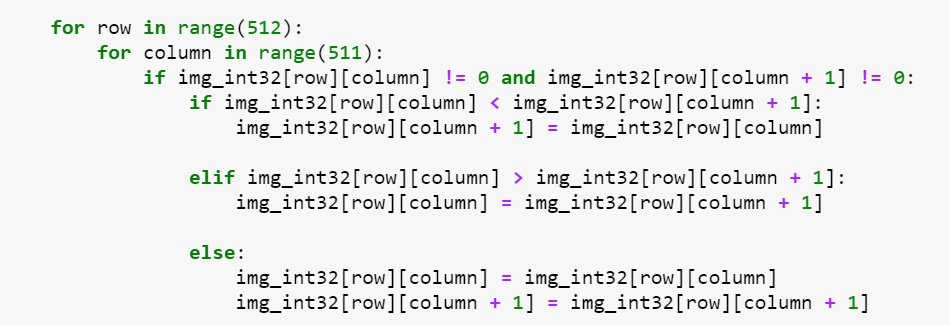 for row in range(512):
    for column in range(511):
        if img_int32[row][column] != 0 and img_int32[row][column + 1] != 0:
            if img_int32[row][column] < img_int32[row][column + 1]:
                img_int32[row][column + 1] = img_int32[row][column]

            elif img_int32[row][column] > img_int32[row][column + 1]:
                img_int32[row][column] = img_int32[row][column + 1]

            else:
                img_int32[row][column] = img_int32[row][column]
                img_int32[row][column + 1] = img_int32[row][column + 1]